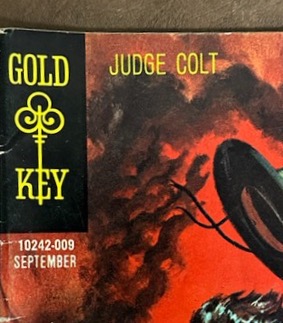 GOLD
KEY
JUDGE COLT
10242-009
SEPTEMBER